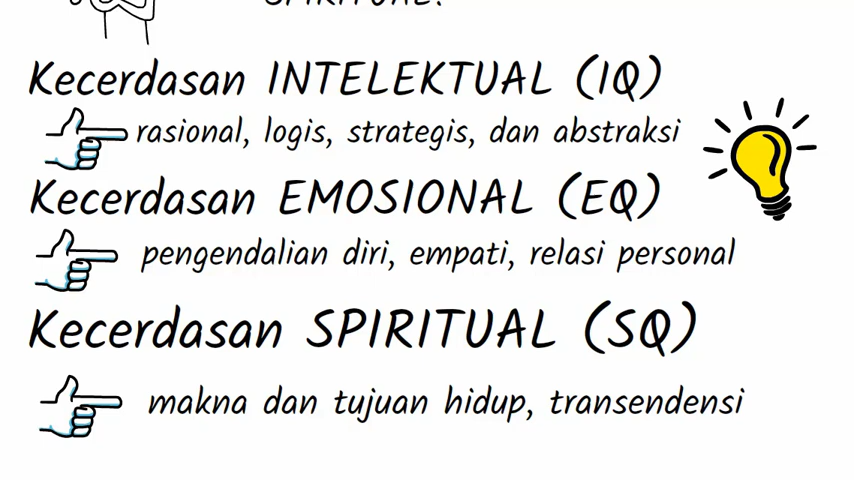 SPIRITUAL?
Kecerdasan INTELEKTUAL (IQ)
rasional, logis, strategis, dan abstraksi
Kecerdasan EMOSIONAL (EQ)
pengendalian diri, empati, relasi personal
Kecerdasan SPIRITUAL (SQ)
makna dan tujuan hidup, transendensi